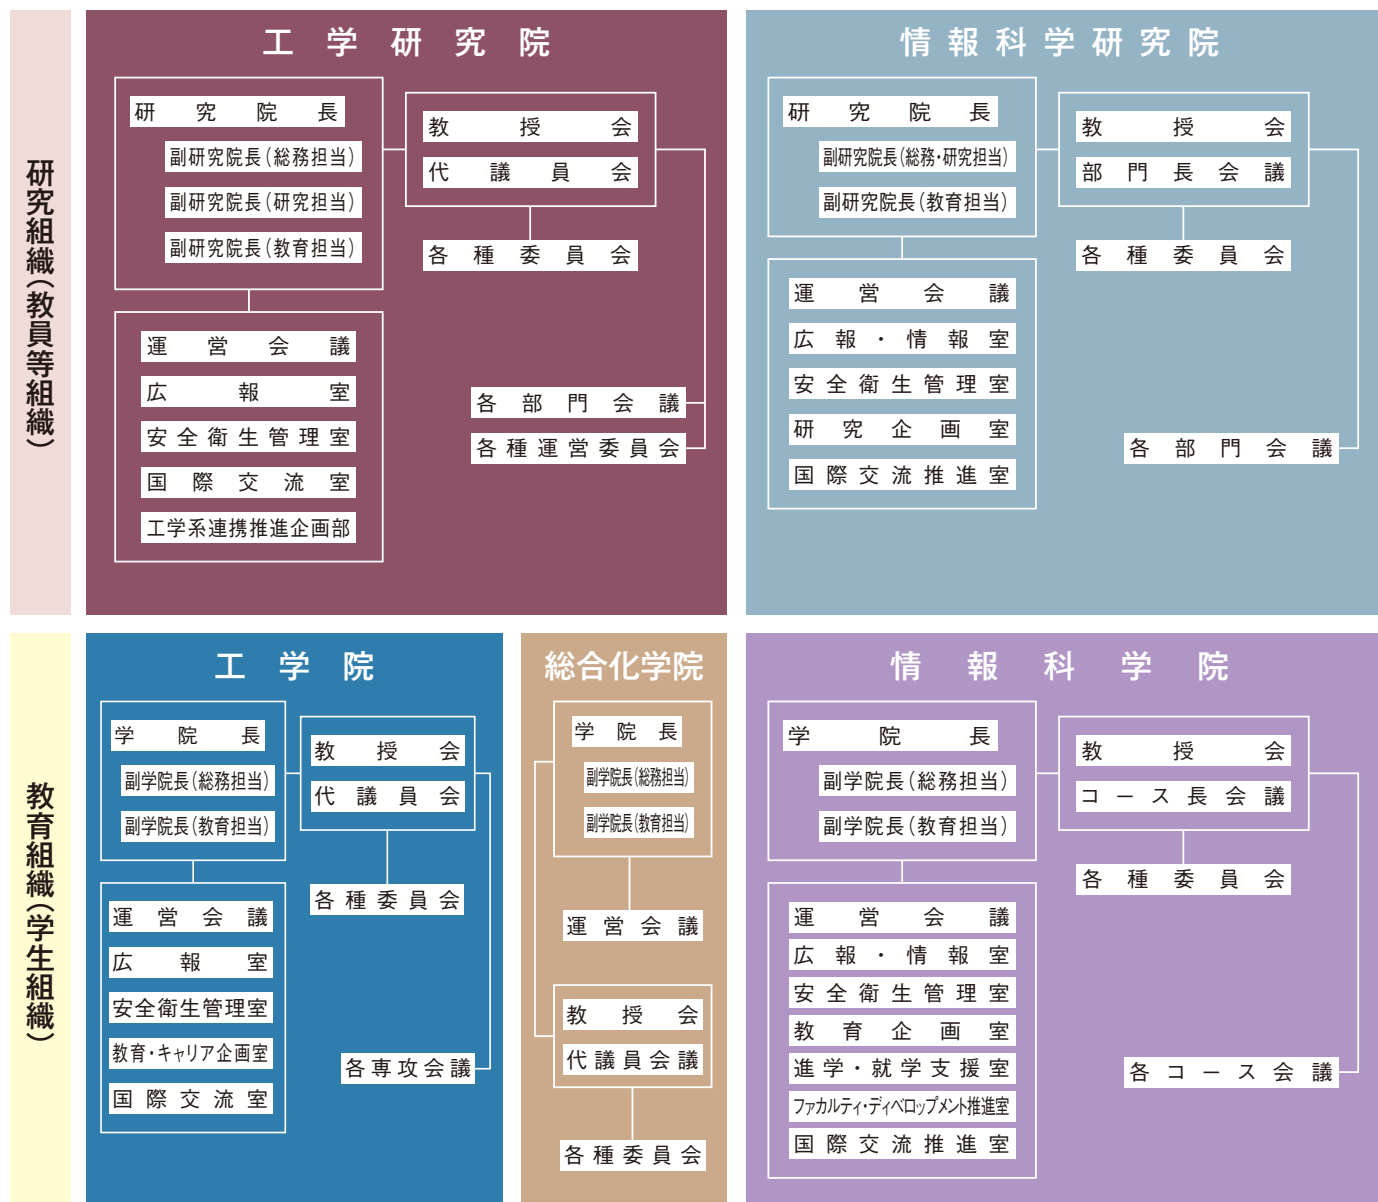 研究組織（教員等組織）
工学研究院
研究院長
副研究院長（総務担当）
副研究院長（研究担当）
副研究院長（教育担当）
教授会
代議員会
各種委員会
運営会議
広報室
安全衛生管理室
国際交流室
工学系連携推進企画部
各部門会議
各種運営委員会
情報科学研究院
研究院長
副研究院長（総務・研究担当）
副研究院長（教育担当）
教授会
部門長会議
各種委員会
運営会議
広報・情報室
安全衛生管理室
研究企画室
国際交流推進室
各部門会議
教育組織（学生組織）
工学院
学院長
副学院長（総務担当）
副学院長（教育担当）
教授会
代議員会
各種委員会
運営会議
広報室
安全衛生管理室
教育・キャリア企画室
国際交流室
各専攻会議
総合化学院
学院長
副学院長（総務担当）
副学院長（教育担当）
運営会議
教授会
代議員会議
各種委員会
情報科学院
学院長
副学院長（総務担当）
副学院長（教育担当）
教授会
コース長会議
各種委員会
運営会議
広報・情報室
安全衛生管理室
教育企画室
進学・就学支援室
ファカルティ・ディベロップメント推進室
国際交流推進室
各コース会議